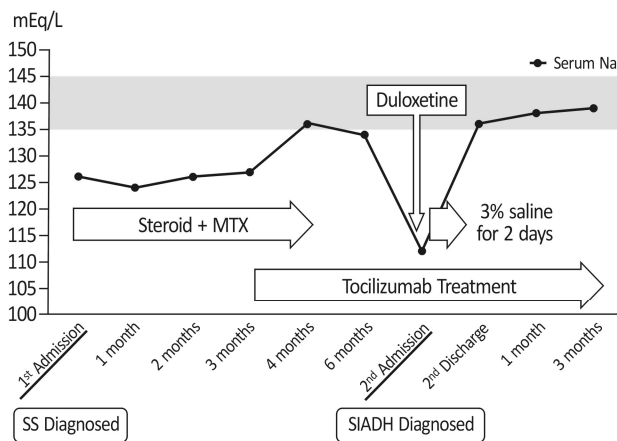 mEq/L
150
145
140
135
125
120
115
110
105
100
Serum Na
Duloxetine
Steroid + MTX
3% saline
for 2 days
Tocilizumab Treatment
1st Admission
1 month
2 months
3 months
4 months
6 months
2nd Admission
2nd Discharge
1 month
3 months
SS Diagnosed
SIADH Diagnosed